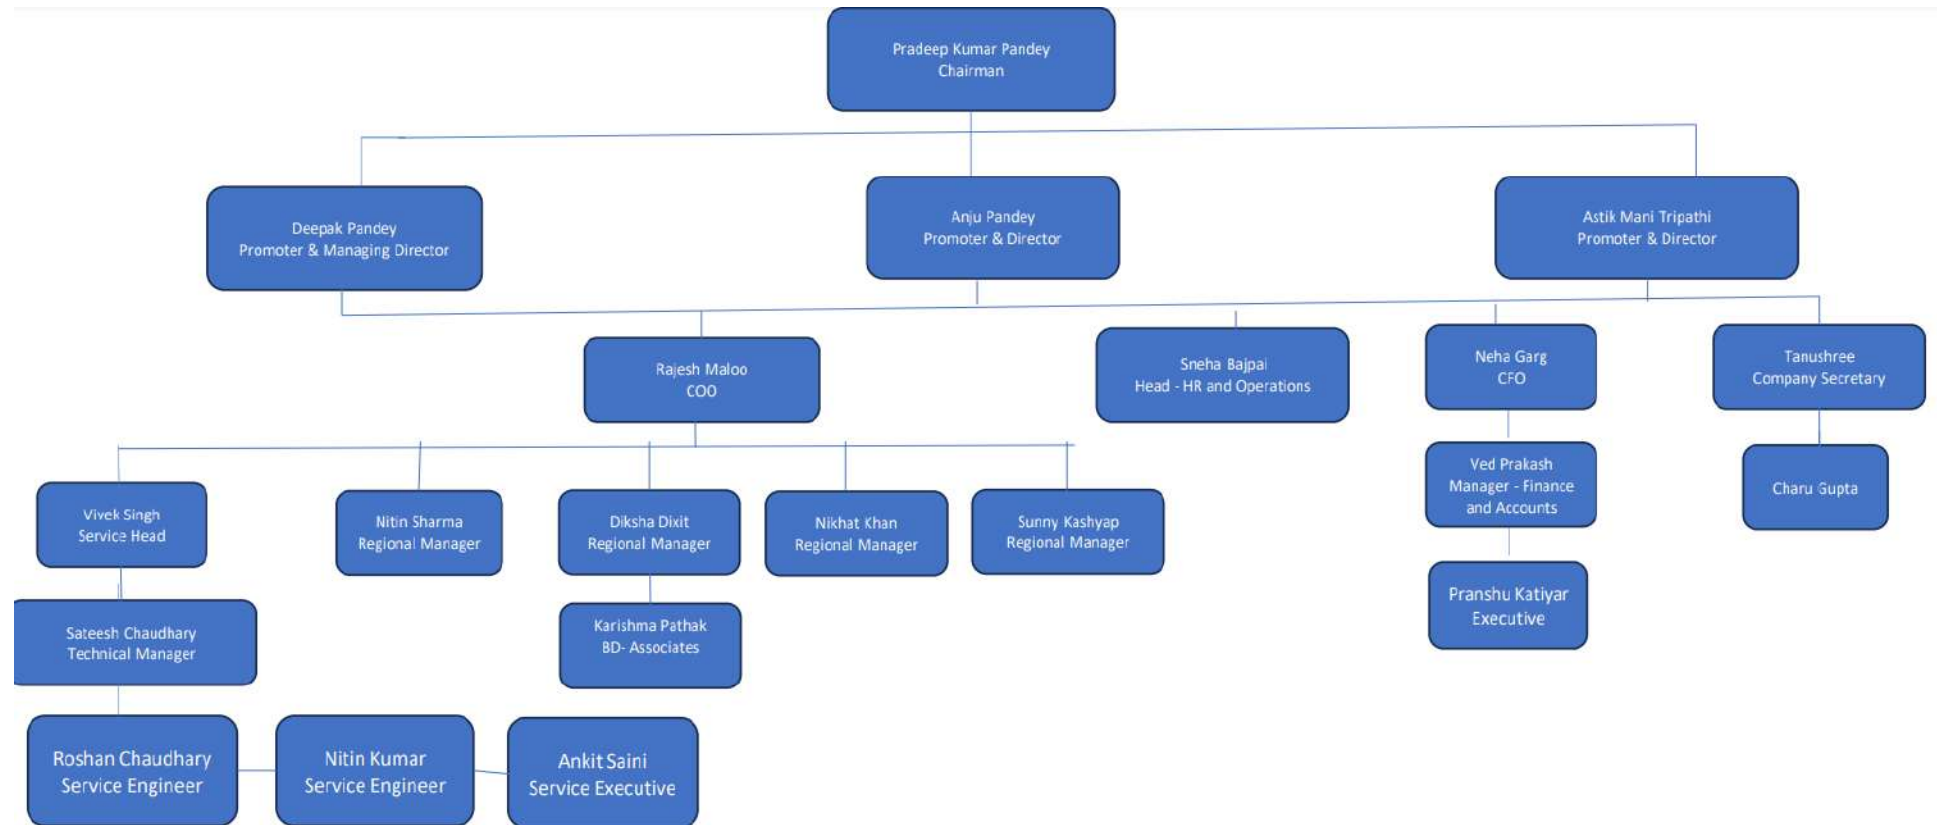 Pradeep Kumar Pandey
Chairman
Deepak Pandey
Promoter & Managing Director
Anju Pandey
Promoter & Director
Astik Mani Tripathi
Promoter & Director
Rajesh Maloo
COO
Sneha Bajpai
Head - HR and Operations
Neha Garg
CFO
Tanushree
Company Secretary
Vivek Singh
Service Head
Nitin Sharma
Regional Manager
Diksha Dixit
Regional Manager
Nikhat Khan
Regional Manager
Sunny Kashyap
Regional Manager
Ved Prakash
Manager - Finance
and Accounts
Charu Gupta
Sateesh Chaudhary
Technical Manager
Karishma Pathak
BD- Associates
Pranshu Katiyar
Executive
Roshan Chaudhary
Service Engineer
Nitin Kumar
Service Engineer
Ankit Saini
Service Executive